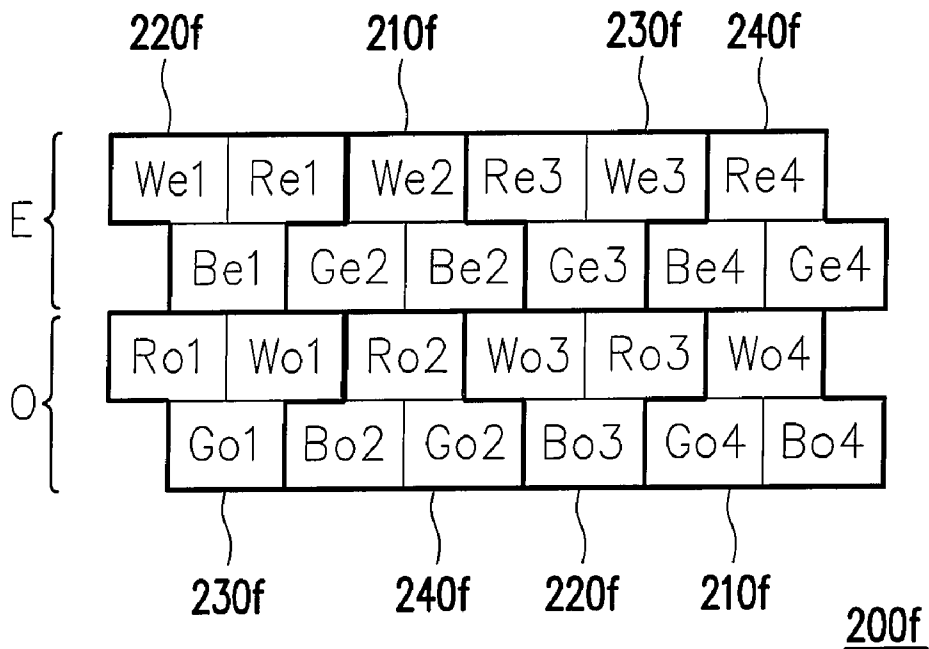 220f 210f 230f 240f
We1 Re1 We2 Re3 We3 Re4
E
Be1 Ge2 Be2 Ge3 Be4 Ge4
Ro1 Wo1 Ro2 Wo3 Ro3 Wo4
O
Go1 Bo2 Go2 Bo3 Go4 Bo4
230f 240f 220f 210f
200f